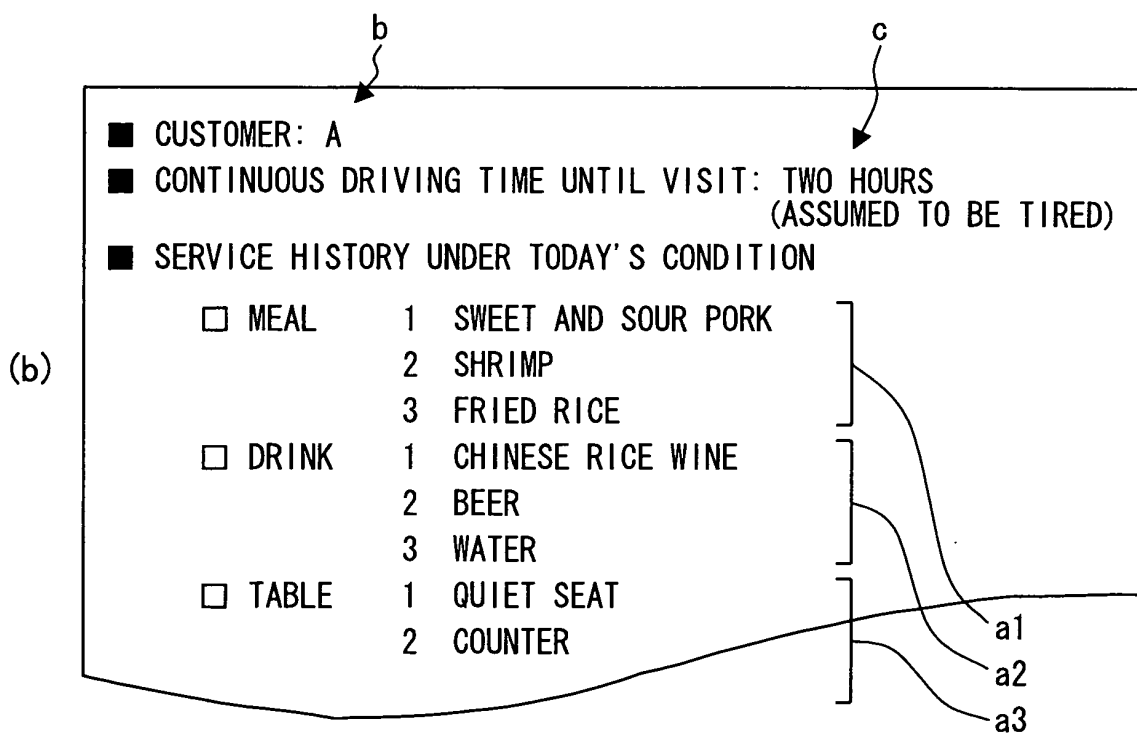 b
c
■ CUSTOMER: A
■ CONTINUOUS DRIVING TIME UNTIL VISIT: TWO HOURS
(ASSUMED TO BE TIRED)
■ SERVICE HISTORY UNDER TODAY'S CONDITION
□ MEAL 1 SWEET AND SOUR PORK
(b)
2 SHRIMP
3 FRIED RICE
□ DRINK 1 CHINESE RICE WINE
2 BEER
3 WATER
□ TABLE 1 QUIET SEAT
2 COUNTER
a1
a2
a3